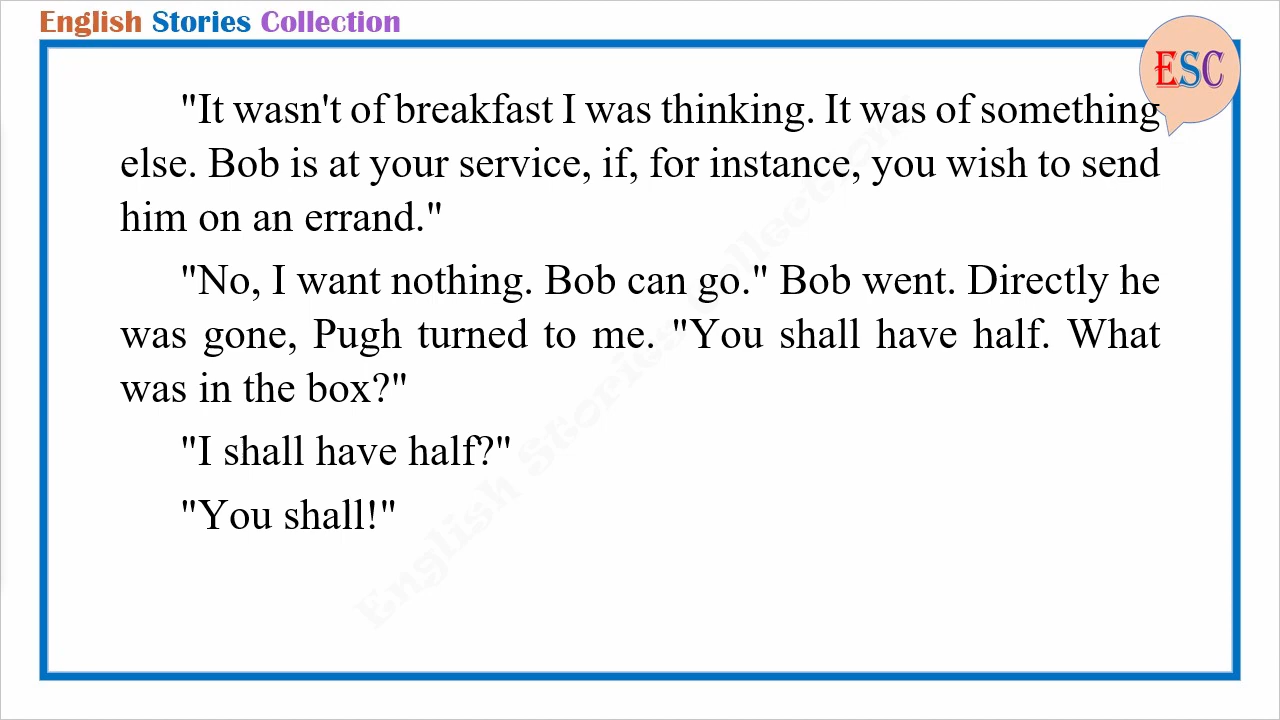 English Stories Collection
ESC
"It wasn't of breakfast I was thinking. It was of something
else. Bob is at your service, if, for instance, you wish to send
him on an errand."
"No, I want nothing. Bob can go." Bob went. Directly he
was gone, Pugh turned to me. "You shall have half. What
was in the box?"
"I shall have half?"
"You shall!"
English Stories Collection